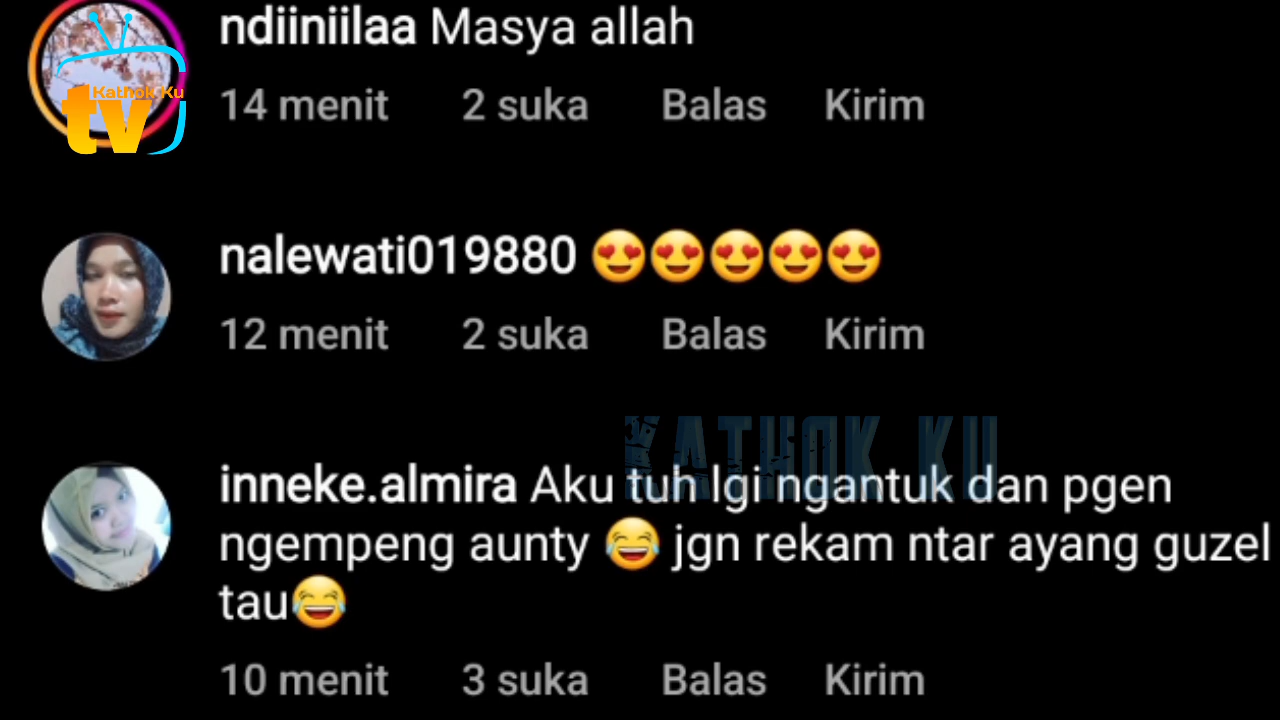 ndiiniilaa Masya allah
14 menit 2 suka Balas Kirim
Kathok Ku
tv
nalewati019880 😍😍😍😍😍
12 menit 2 suka Balas Kirim
KATHOK KU
inneke.almira Aku tuh lgi ngantuk dan pgen
ngempeng aunty 😂 jgn rekam ntar ayang guzel
tau😂
10 menit 3 suka Balas Kirim